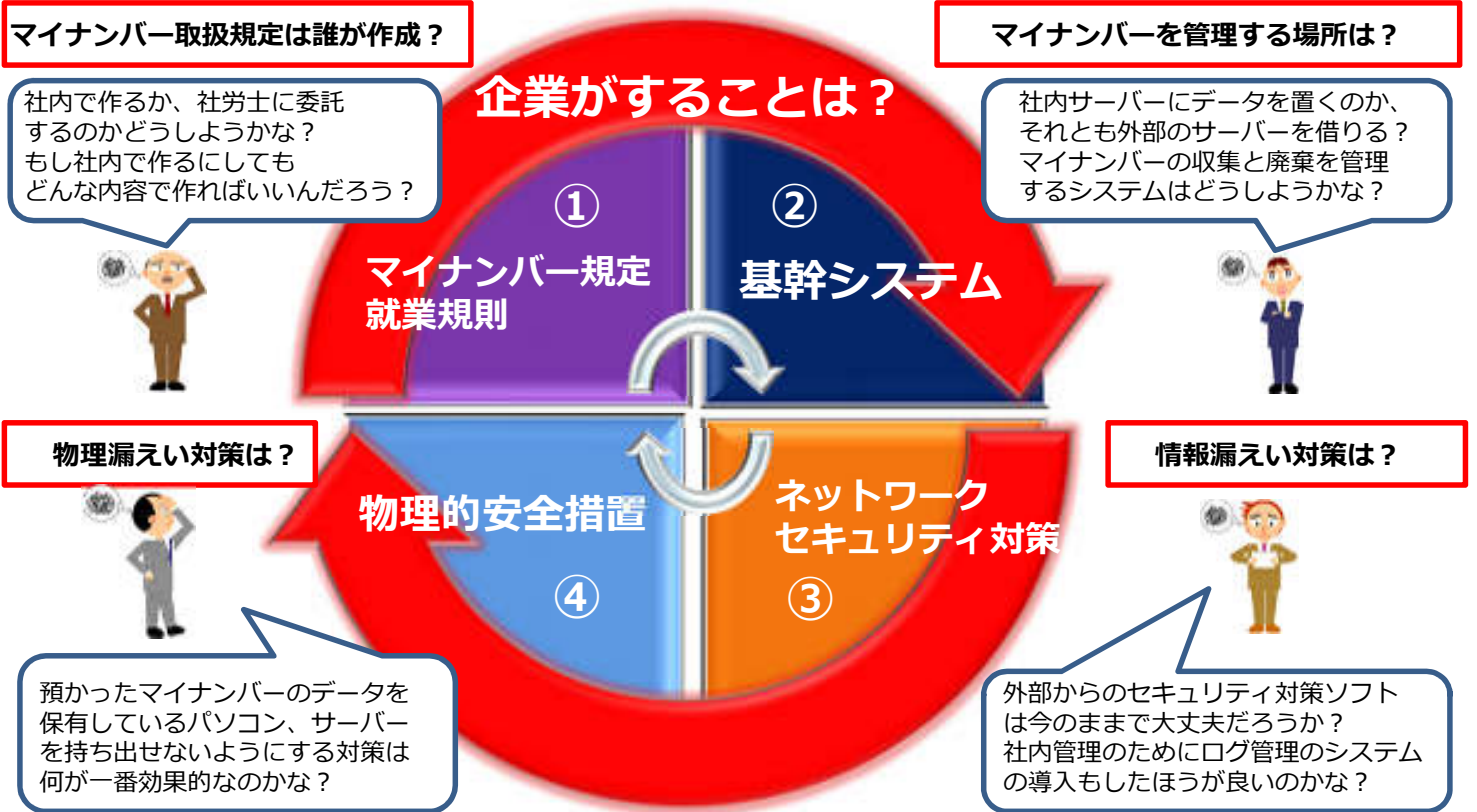 マイナンバー取扱規定は誰が作成？
社内で作るか、社労士に委託
するのかどうしようかな？
もし社内で作るにしても
どんな内容で作ればいいんだろう？
企業がすることは？
マイナンバーを管理する場所は？
社内サーバーにデータを置くのか、
それとも外部のサーバーを借りる？
マイナンバーの収集と廃棄を管理
するシステムはどうしようかな？
①
マイナンバー規定
就業規則
②
基幹システム
物理漏えい対策は？
物理的安全措置
④
ネットワーク
セキュリティ対策
③
情報漏えい対策は？
預かったマイナンバーのデータを
保有しているパソコン、サーバー
を持ち出せないようにする対策は
何が一番効果的なのかな？
外部からのセキュリティ対策ソフト
は今のままで大丈夫だろうか？
社内管理のためにログ管理のシステム
の導入もしたほうが良いのかな？